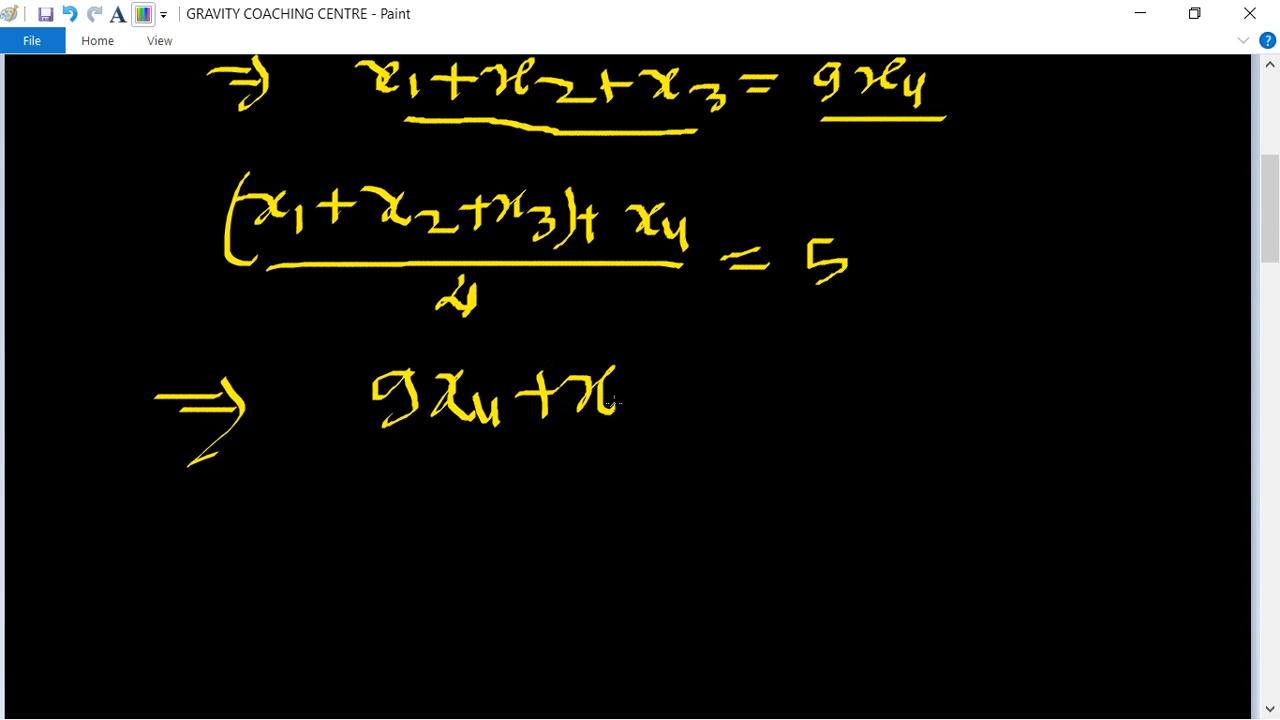 GRAVITY COACHING CENTRE - Paint
File Home View
⇒ x1+x2+x3 = 9x4
(x1+x2+x3)+ x4
4
= 5
⇒ 9x4+x